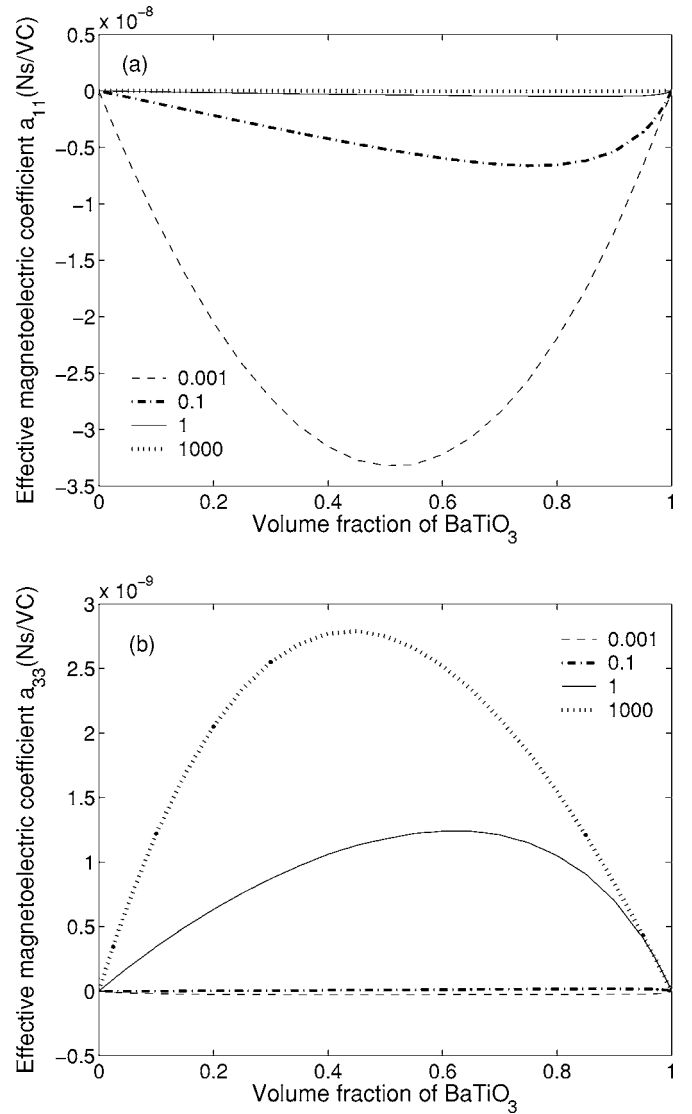 x 10⁻⁸
0.5
0
−0.5
−1
−1.5
−2
−2.5
−3
−3.5
Effective magnetoelectric coefficient a₁₁(Ns/VC)
(a)
0.001
0.1
1
1000
0 0.2 0.4 0.6 0.8 1
Volume fraction of BaTiO₃
x 10⁻⁹
3
2.5
2
1.5
1
0.5
0
−0.5
Effective magnetoelectric coefficient a₃₃(Ns/VC)
(b)
0.001
0.1
1
1000
0 0.2 0.4 0.6 0.8 1
Volume fraction of BaTiO₃